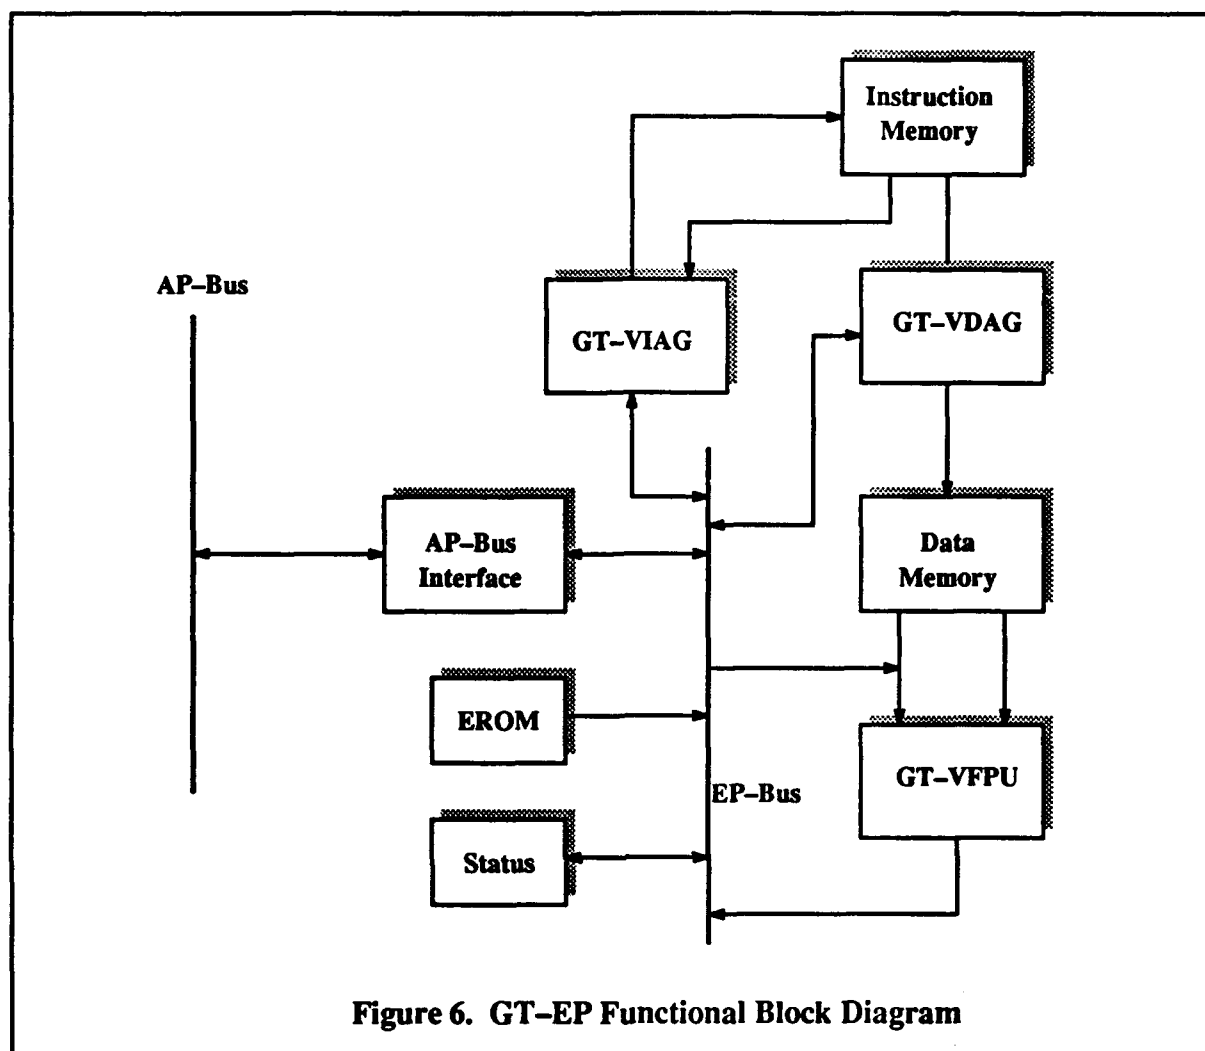 Instruction
Memory
AP–Bus
GT–VIAG
GT–VDAG
AP–Bus
Interface
Data
Memory
EROM
GT–VFPU
EP–Bus
Status
Figure 6. GT–EP Functional Block Diagram